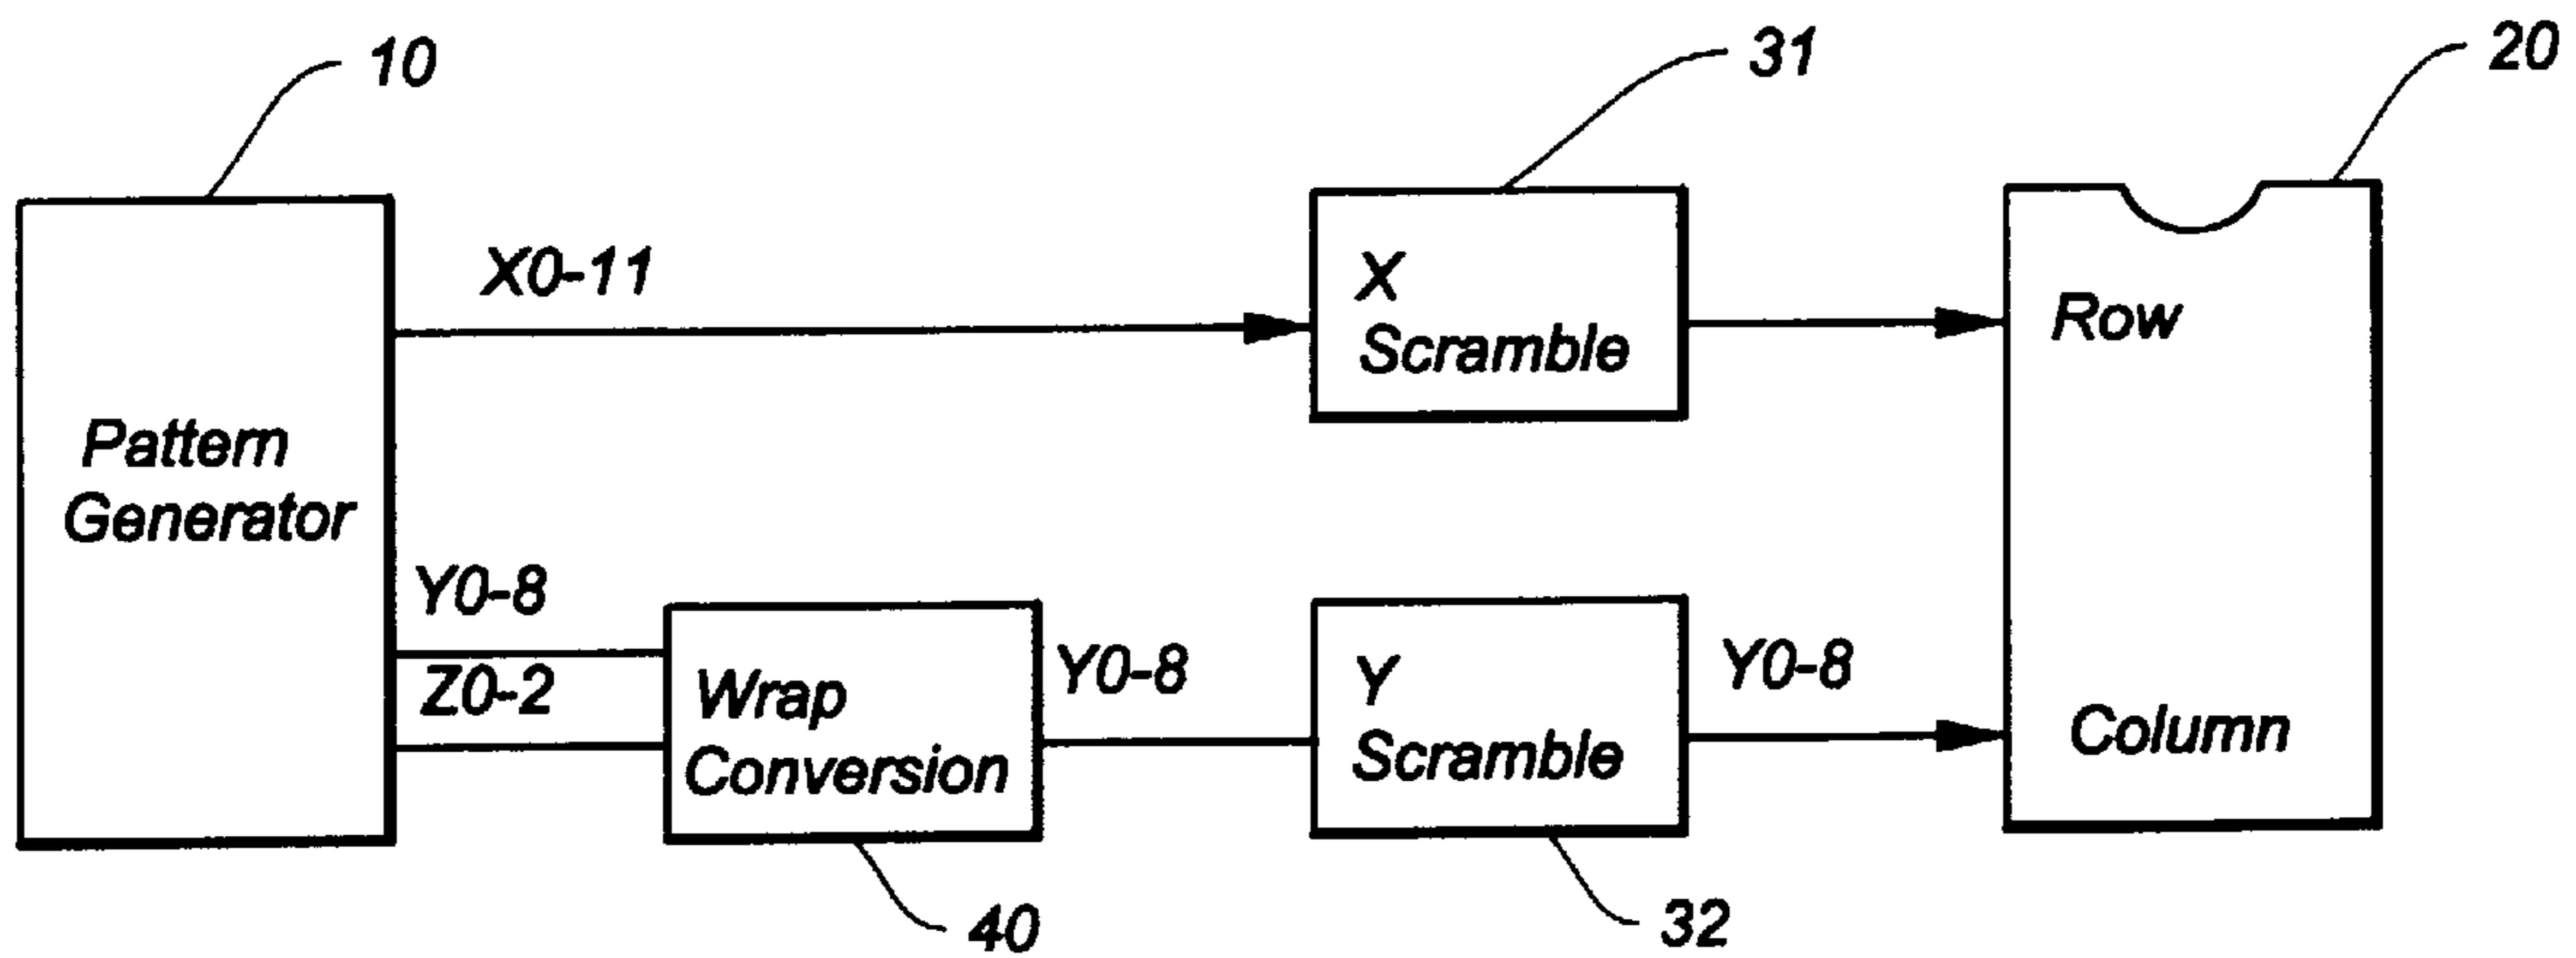 10
31
20
X0-11
X
Scramble
Row
Pattern
Generator
Y0-8
Z0-2
Wrap
Conversion
Y0-8
Y
Scramble
Y0-8
Column
40
32